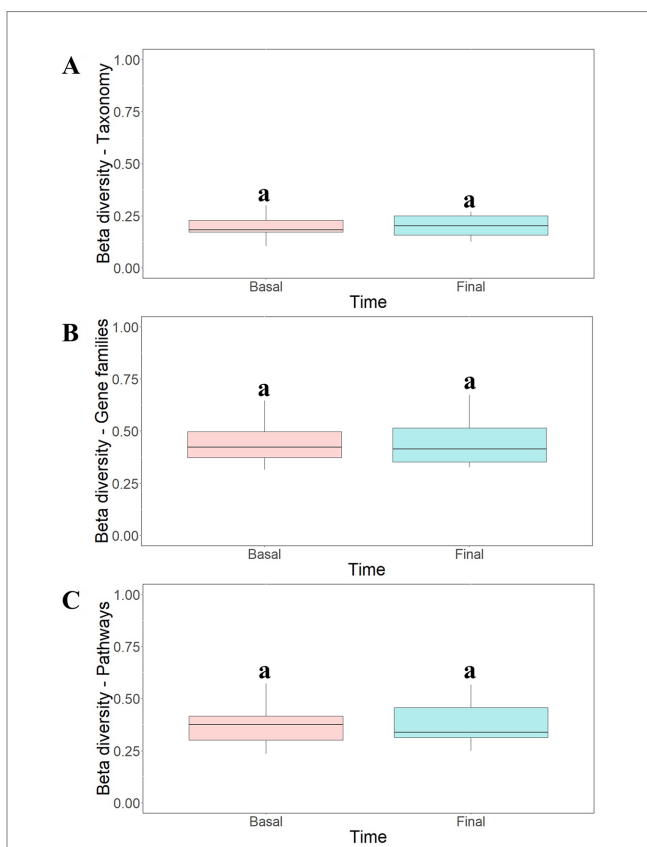 A
Beta diversity - Taxonomy
1.00
0.75
0.50
0.25
0.00
a
a
Basal
Final
Time
B
Beta diversity - Gene families
1.00
0.75
0.50
0.25
0.00
a
a
Basal
Final
Time
C
Beta diversity - Pathways
1.00
0.75
0.50
0.25
0.00
a
a
Basal
Final
Time